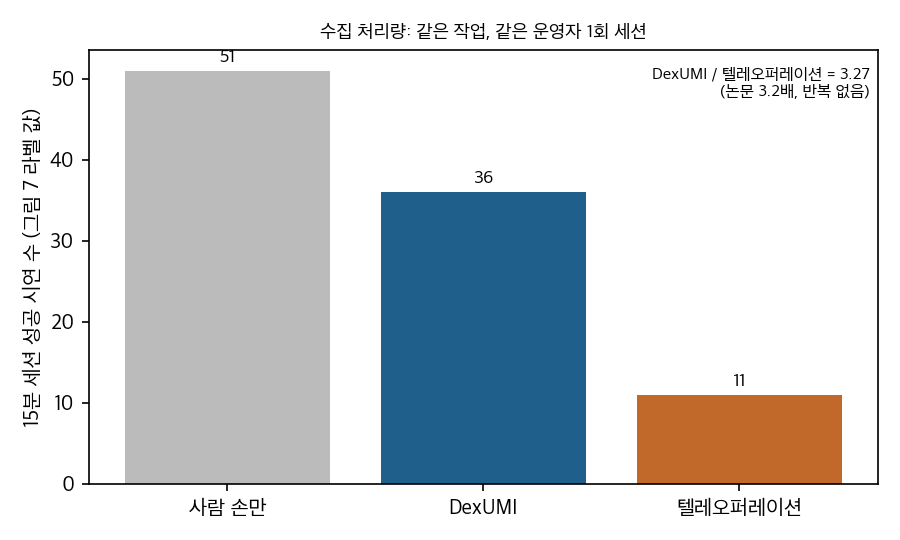 수집 처리량: 같은 작업, 같은 운영자 1회 세션
DexUMI / 텔레오퍼레이션 = 3.27
(논문 3.2배, 반복 없음)
15분 세션 성공 시연 수 (그림 7 라벨 값)
50
40
30
20
10
0
51
36
11
사람 손만
DexUMI
텔레오퍼레이션